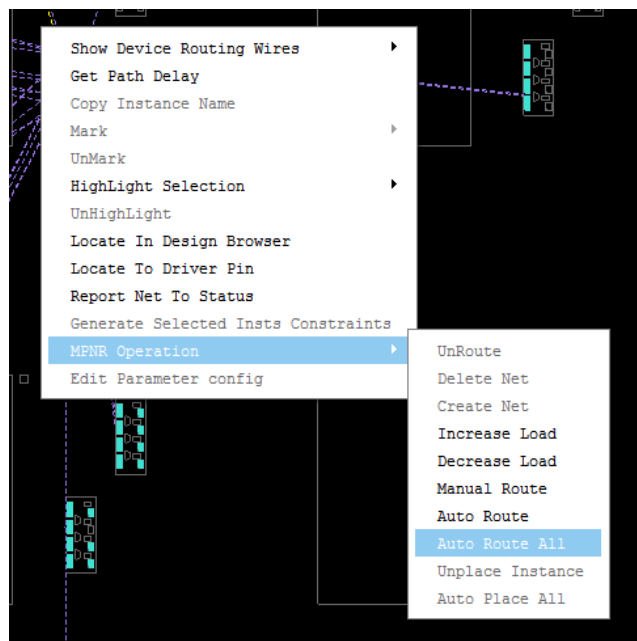 Show Device Routing Wires
Get Path Delay
Copy Instance Name
Mark
UnMark
HighLight Selection
UnHighLight
Locate In Design Browser
Locate To Driver Pin
Report Net To Status
Generate Selected Insts Constraints
MPNR Operation
Edit Parameter config
UnRoute
Delete Net
Create Net
Increase Load
Decrease Load
Manual Route
Auto Route
Auto Route All
Unplace Instance
Auto Place All